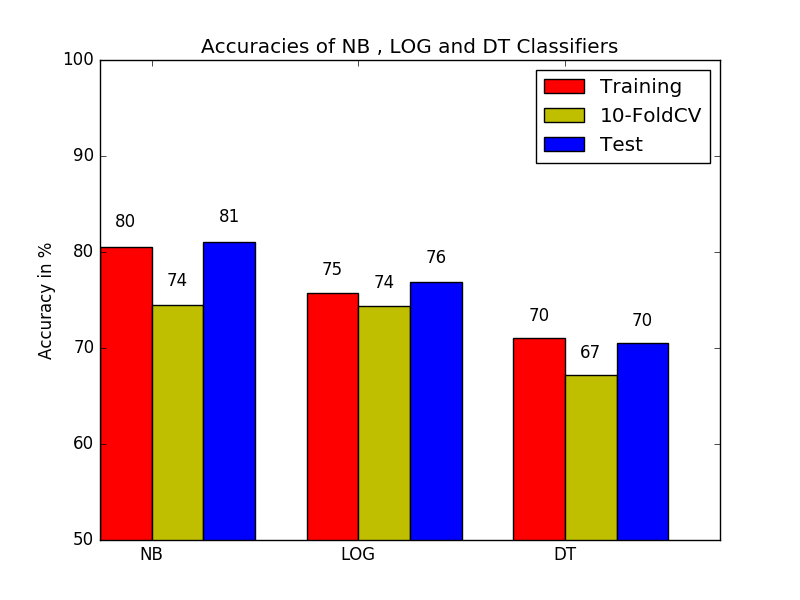 Accuracies of NB , LOG and DT Classifiers
100
90
80
70
60
50
Accuracy in %
Training
10-FoldCV
Test
80
74
81
75
74
76
70
67
70
NB
LOG
DT